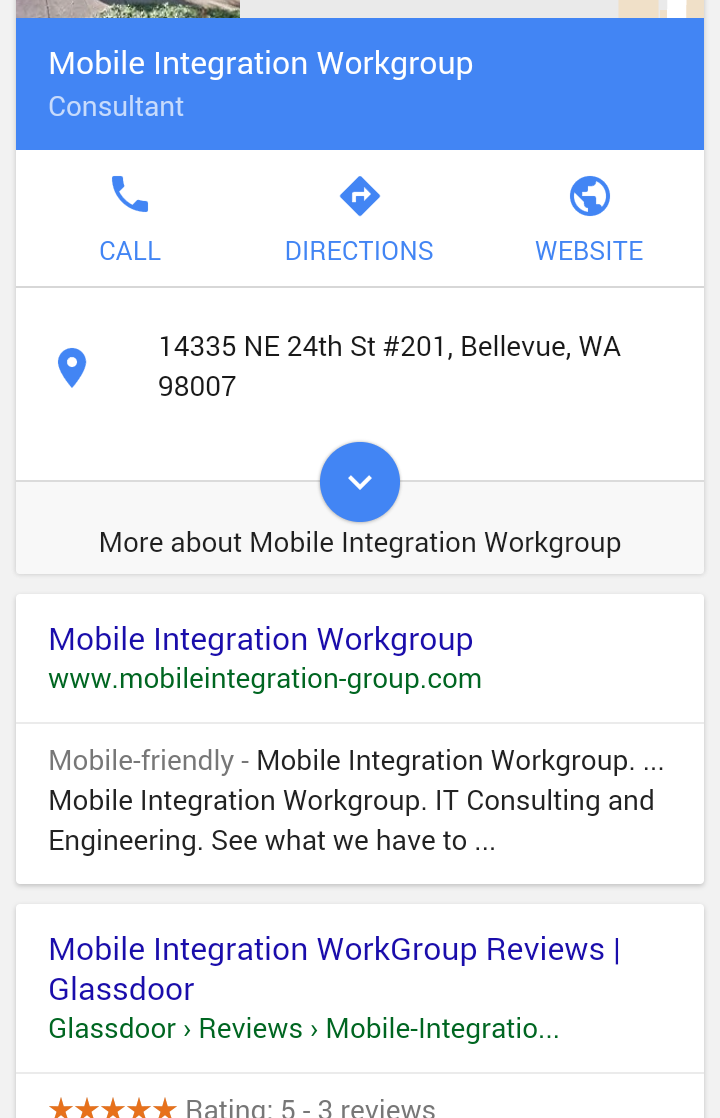 Mobile Integration Workgroup
Consultant
CALL
DIRECTIONS
WEBSITE
14335 NE 24th St #201, Bellevue, WA
98007
More about Mobile Integration Workgroup
Mobile Integration Workgroup
www.mobileintegration-group.com
Mobile-friendly - Mobile Integration Workgroup. ...
Mobile Integration Workgroup. IT Consulting and
Engineering. See what we have to ...
Mobile Integration WorkGroup Reviews |
Glassdoor
Glassdoor › Reviews › Mobile-Integratio...
Rating: 5 - 3 reviews